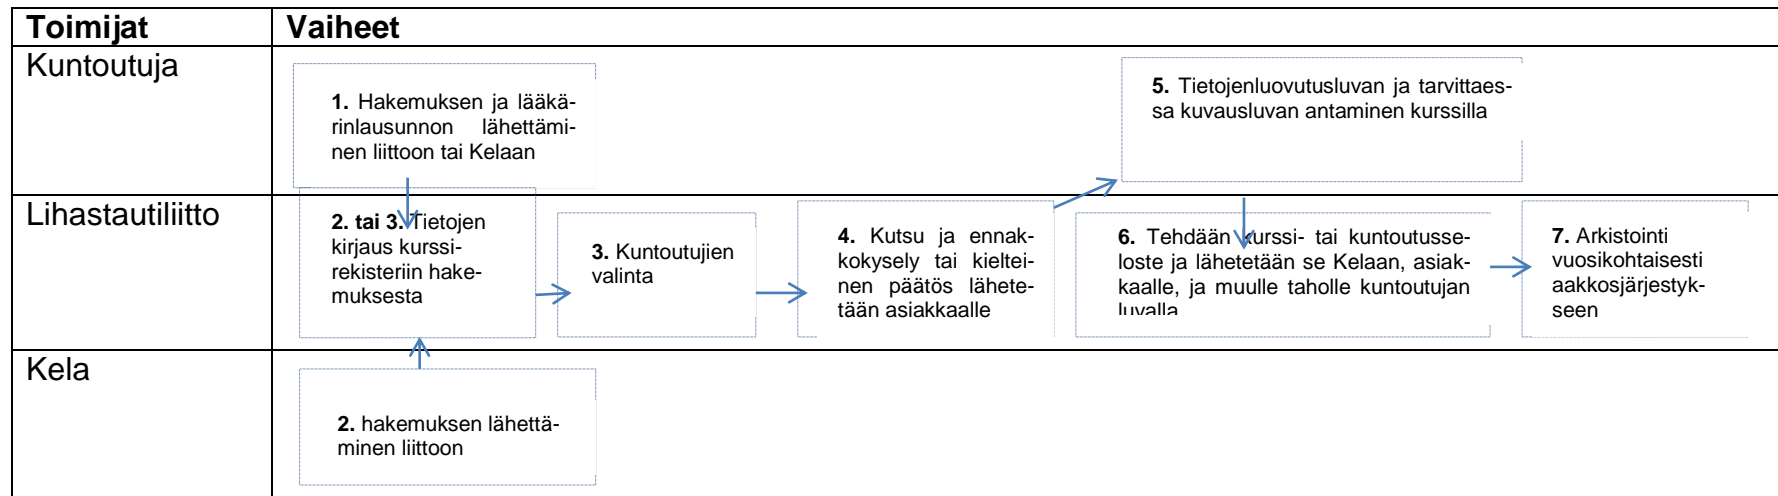 Toimijat Vaiheet
Kuntoutuja
1. Hakemuksen ja lääkä-
rinlausunnon lähettämi-
nen liittoon tai Kelaan
5. Tietojenluovutusluvan ja tarvittaes-
sa kuvausluvan antaminen kurssilla
Lihastautiliitto
2. tai 3. Tietojen
kirjaus kurssi-
rekisteriin hake-
muksesta
3. Kuntoutujien
valinta
4. Kutsu ja ennak-
kokysely tai kieltei-
nen päätös lähete-
tään asiakkaalle
6. Tehdään kurssi- tai kuntoutusse-
loste ja lähetetään se Kelaan, asiak-
kaalle, ja muulle taholle kuntoutujan
luvalla
7. Arkistointi
vuosikohtaisesti
aakkosjärjestyk-
seen
Kela
2. hakemuksen lähettä-
minen liittoon